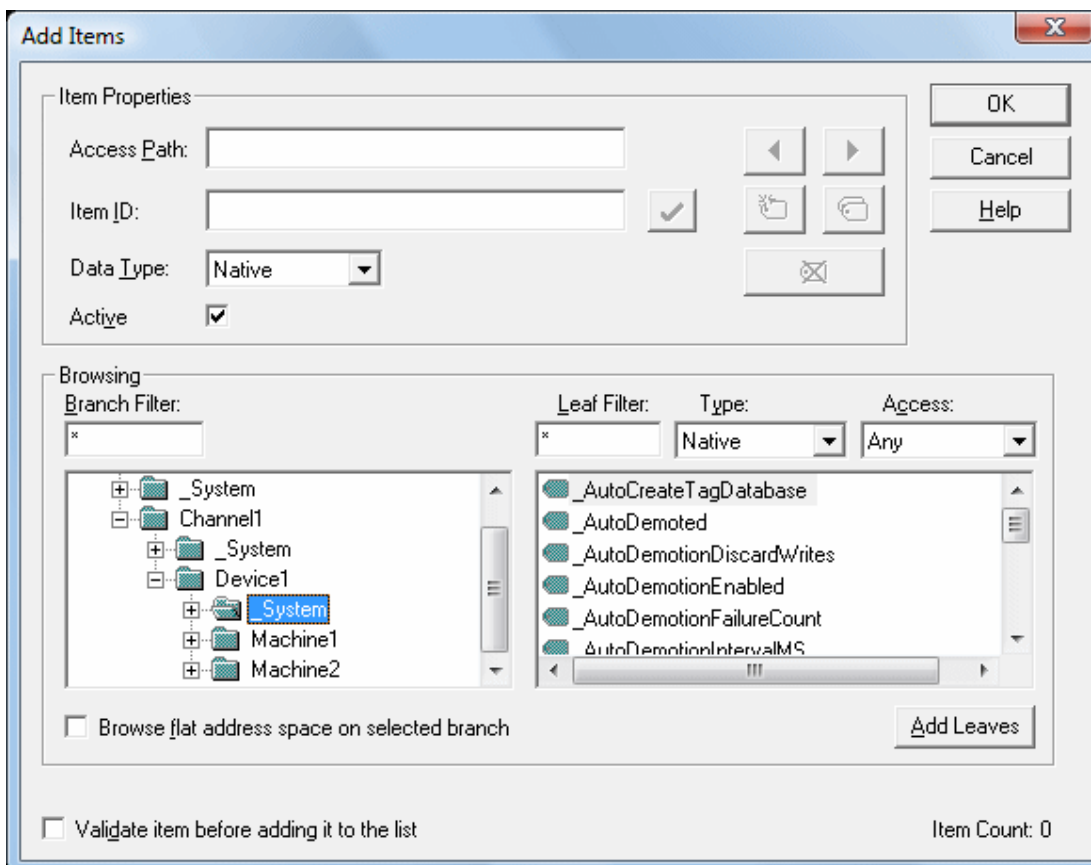 Add Items
Item Properties
OK
Access Path:
Cancel
Item ID:
Help
Data Type: Native
Active
Browsing
Branch Filter: Leaf Filter: Type: Access:
* * Native Any
_System _AutoCreateTagDatabase
Channel1 _AutoDemoted
_System _AutoDemotionDiscardWrites
Device1 _AutoDemotionEnabled
_System _AutoDemotionFailureCount
Machine1 _AutoDemotionIntervalMS
Machine2
Browse flat address space on selected branch Add Leaves
Validate item before adding it to the list Item Count: 0